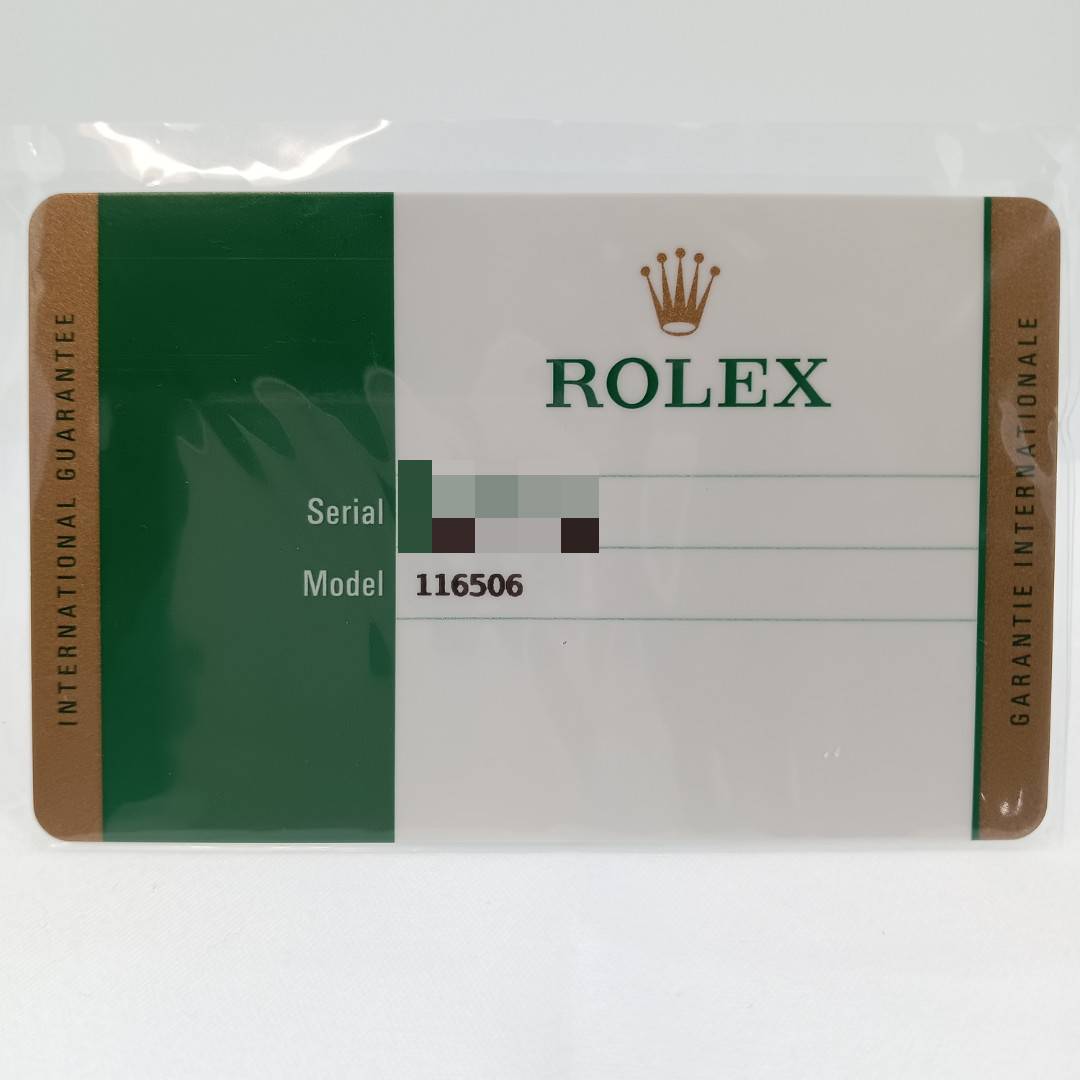 INTERNATIONAL GUARANTEE
ROLEX
Serial
Model 116506
GARANTIE INTERNATIONALE